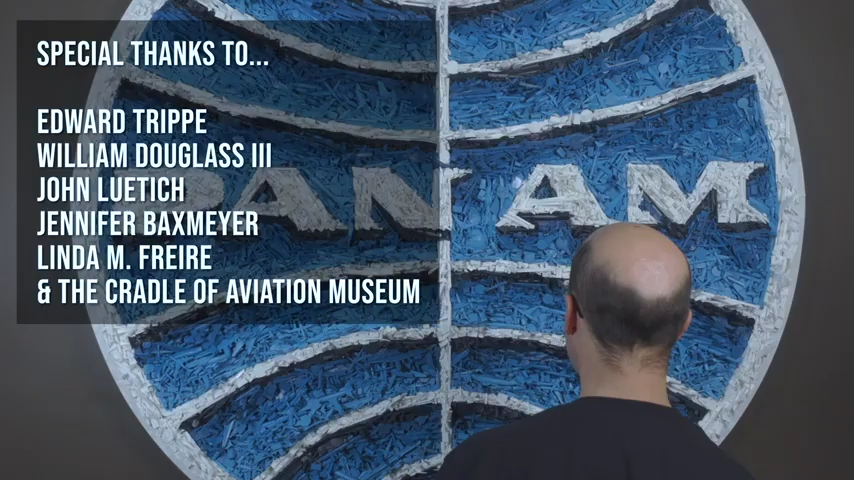 SPECIAL THANKS TO...
EDWARD TRIPPE
WILLIAM DOUGLASS III
JOHN LUETICH
JENNIFER BAXMEYER
LINDA M. FREIRE
& THE CRADLE OF AVIATION MUSEUM
PAN AM